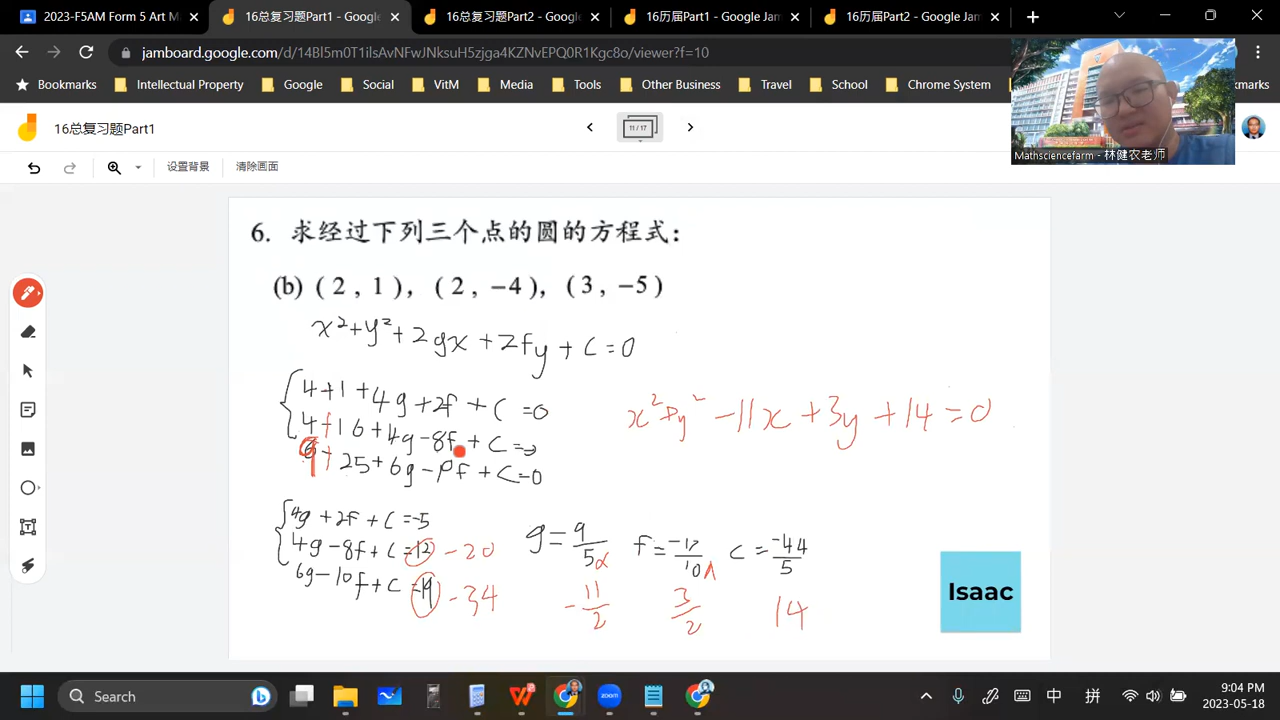 2023-F5AM Form 5 Art M
16总复习题Part1 - Google J
16总复习题Part2 - Google J
16历届Part1 - Google Jamb
16历届Part2 - Google Jam
Bookmarks
Intellectual Property
Google
VitM
Media
Tools
Other Business
Travel
School
Chrome System
Mathsciencefarm - 林健农老师
16总复习题Part1
11 / 17
设置背景
清除画面
6. 求经过下列三个点的圆的方程式：
(b) ( 2 , 1 ), ( 2 , −4 ), ( 3 , −5 )
x²+y²+2gx+2fy+c=0
4+1+4g+2f+c=0
4+16+4g-8f+c=0
9+25+6g-10f+c=0
x²+y²-11x+3y+14=0
4g+2f+c=-5
4g-8f+c=12 -20
6g-10f+c=19 -34
g=9/5 f=-17/10 c=-44/5
-11/2 3/2 14
Isaac
Search
中
拼
9:04 PM
2023-05-18